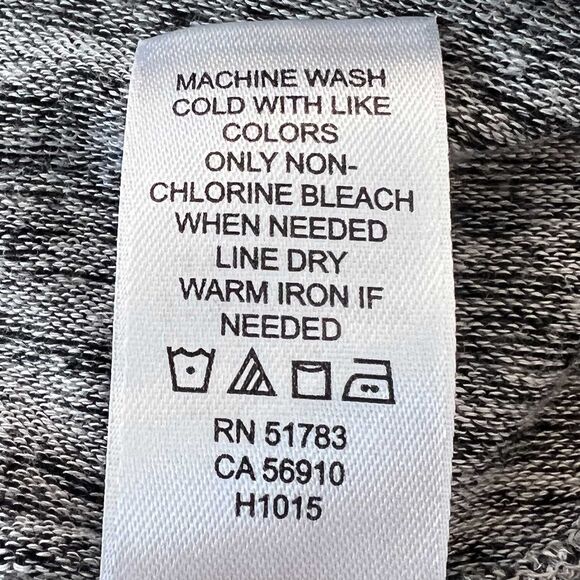 MACHINE WASH
COLD WITH LIKE
COLORS
ONLY NON-
CHLORINE BLEACH
WHEN NEEDED
LINE DRY
WARM IRON IF
NEEDED
RN 51783
CA 56910
H1015